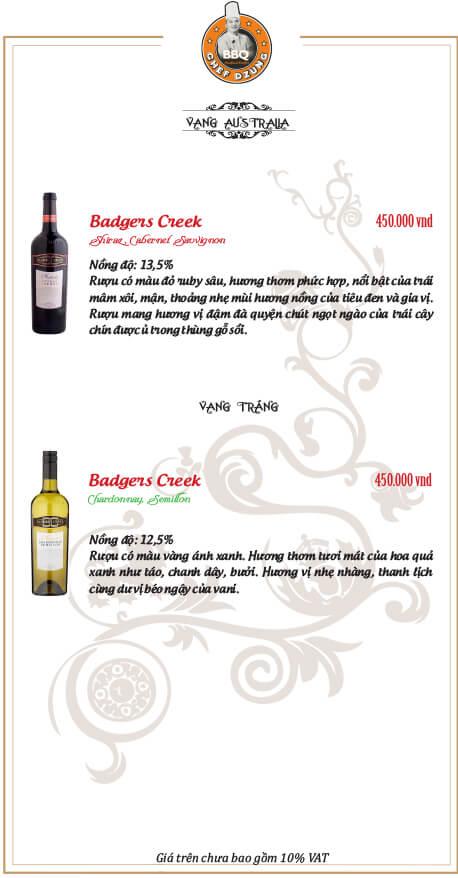 BBQ
CHEF DZUNG
VANG AUSTRALIA
Badgers Creek 450.000 vnd
Shiraz, Cabernet Sauvignon
Nồng độ: 13,5%
Rượu có màu đỏ ruby sâu, hương thơm phức hợp, nổi bật của trái
mâm xôi, mận, thoảng nhẹ mùi hương nồng của tiêu đen và gia vị.
Rượu mang hương vị đậm đà quyện chút ngọt ngào của trái cây
chín được ủ trong thùng gỗ sồi.
VANG TRẮNG
Badgers Creek 450.000 vnd
Chardonnay, Semillon
Nồng độ: 12,5%
Rượu có màu vàng ánh xanh. Hương thơm tươi mát của hoa quả
xanh như táo, chanh dây, bưởi. Hương vị nhẹ nhàng, thanh lịch
cùng dư vị béo ngậy của vani.
Giá trên chưa bao gồm 10% VAT